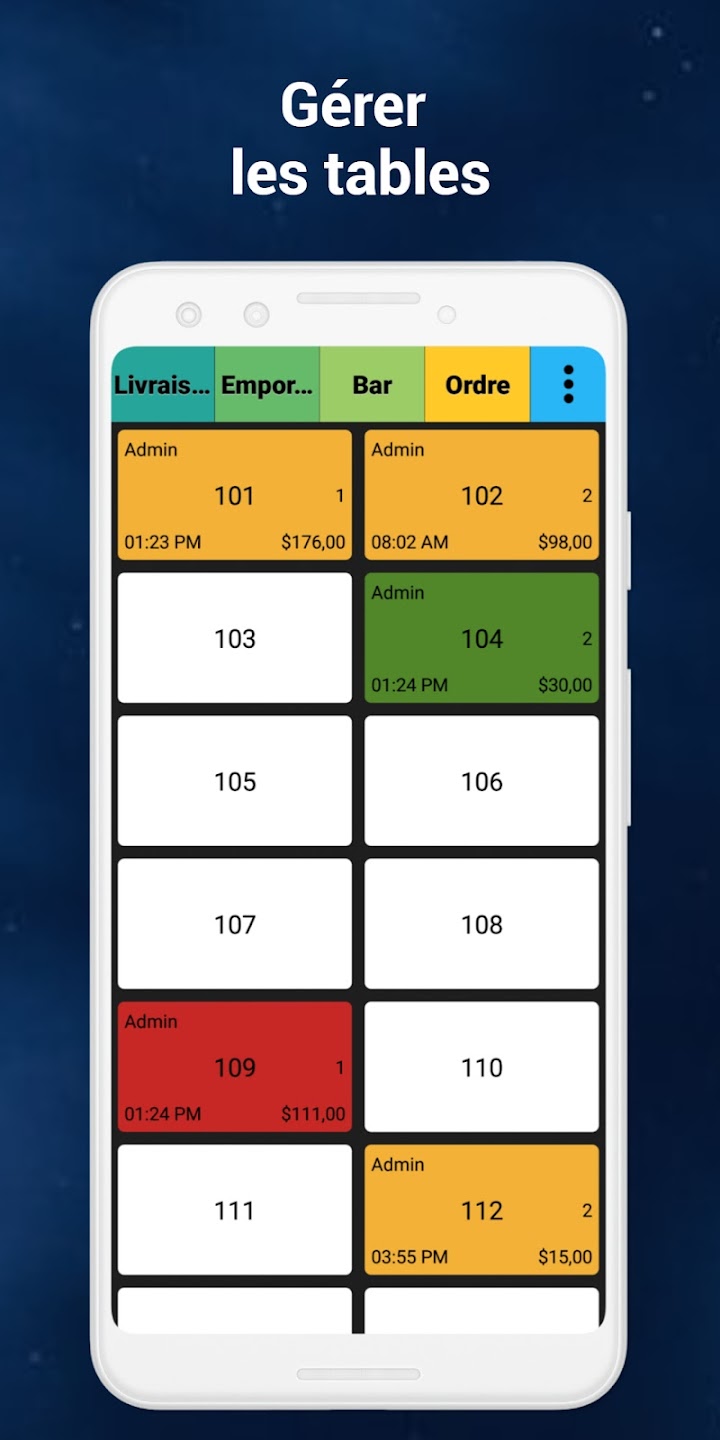 Gérer
les tables
Livrais... Empor... Bar Ordre
Admin Admin
101 1 102 2
01:23 PM $176,00 08:02 AM $98,00
Admin
103 104 2
01:24 PM $30,00
105 106
107 108
Admin
109 1 110
01:24 PM $111,00
Admin
111 112 2
03:55 PM $15,00